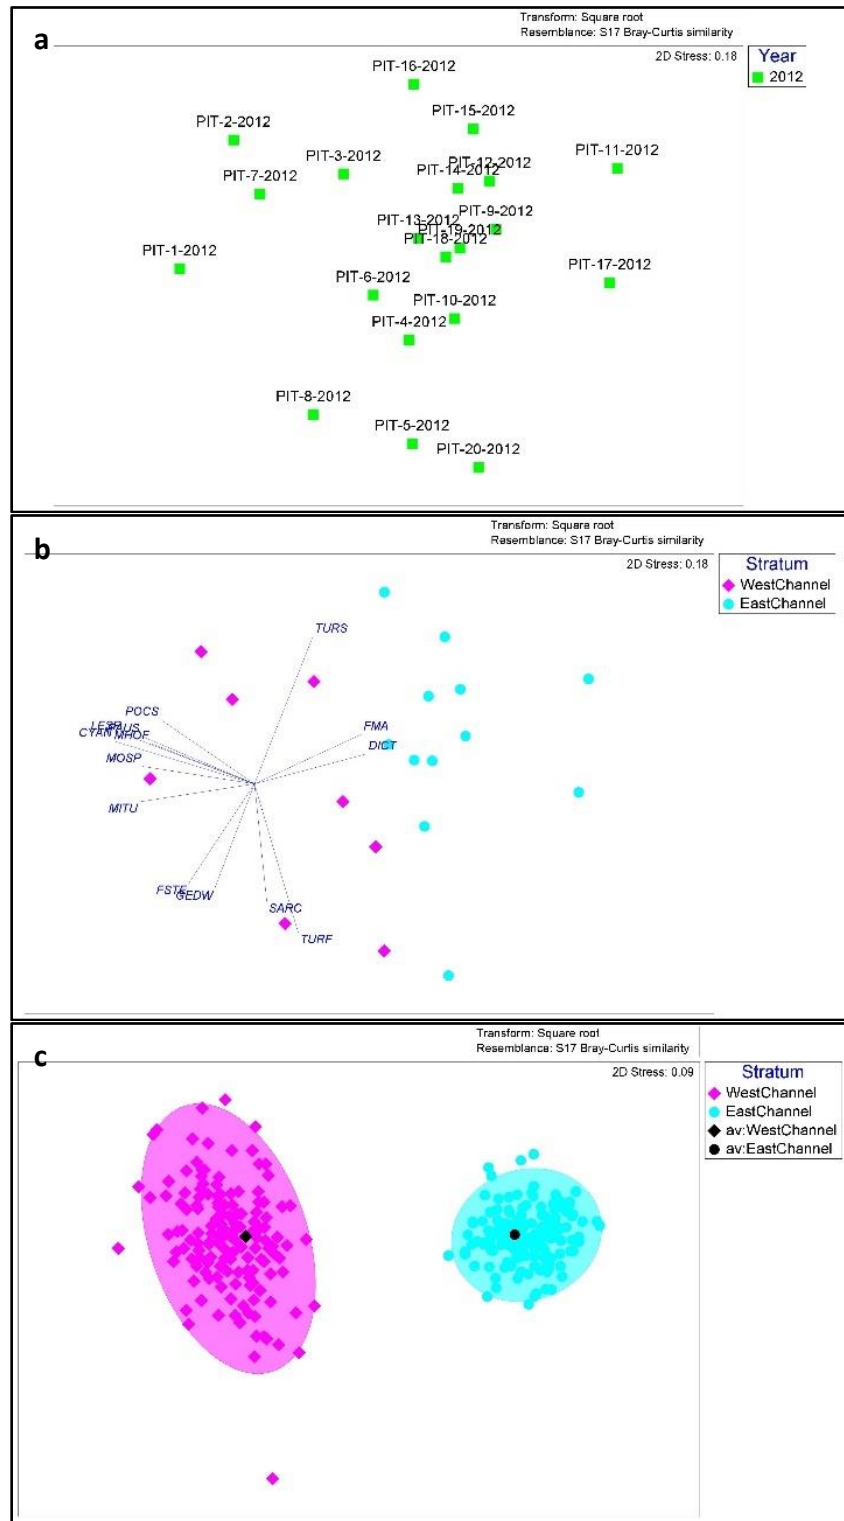 a
Transform: Square root
Resemblance: S17 Bray-Curtis similarity
2D Stress: 0.18
Year
2012
PIT-16-2012
PIT-15-2012
PIT-2-2012
PIT-3-2012
PIT-12-2012
PIT-11-2012
PIT-7-2012
PIT-14-2012
PIT-9-2012
PIT-13-2012
PIT-19-2012
PIT-18-2012
PIT-1-2012
PIT-17-2012
PIT-6-2012
PIT-10-2012
PIT-4-2012
PIT-8-2012
PIT-5-2012
PIT-20-2012
b
Transform: Square root
Resemblance: S17 Bray-Curtis similarity
2D Stress: 0.18
Stratum
WestChannel
EastChannel
TURS
POCS
FMA
CYAN
MHOF
DICT
MOSP
MITU
FSTE
GEDW
SARC
TURF
c
Transform: Square root
Resemblance: S17 Bray-Curtis similarity
2D Stress: 0.09
Stratum
WestChannel
EastChannel
av:WestChannel
av:EastChannel